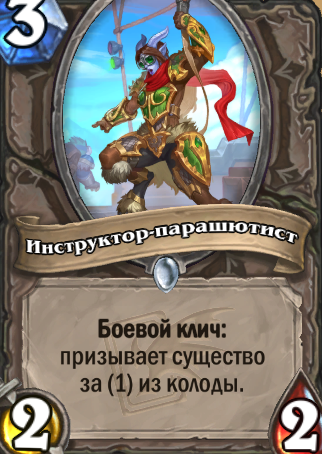 3
Инструктор-парашютист
Боевой клич:
призывает существо
за (1) из колоды.
2
2